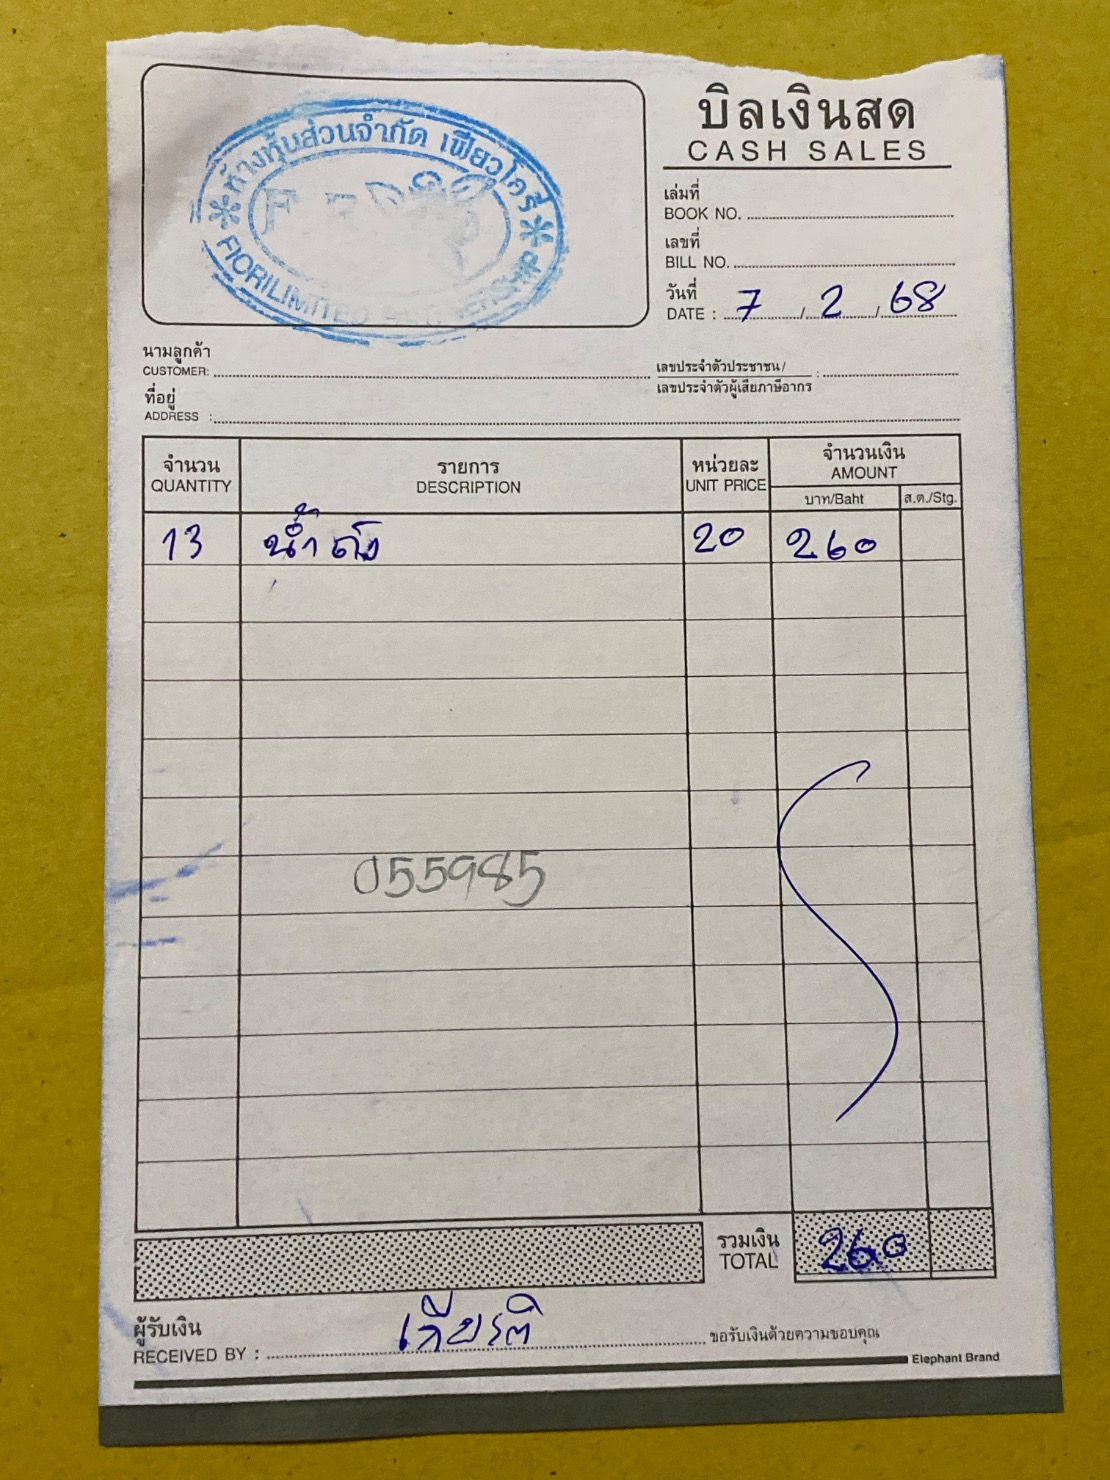 ห้างหุ้นส่วนจำกัด เฟียวโครี่
FIORILIMITED
บิลเงินสด
CASH SALES
เล่มที่
BOOK NO.
เลขที่
BILL NO.
วันที่
DATE : 7 / 2 / 68
นามลูกค้า
CUSTOMER:
เลขประจำตัวประชาชน/
เลขประจำตัวผู้เสียภาษีอากร :
ที่อยู่
ADDRESS :
จำนวน รายการ หน่วยละ จำนวนเงิน
QUANTITY DESCRIPTION UNIT PRICE AMOUNT
บาท/Baht ส.ต./Stg.
13 น้ำถัง 20 260
055985
รวมเงิน
TOTAL 260
ผู้รับเงิน
RECEIVED BY : เกียรติ ขอรับเงินด้วยความขอบคุณ
Elephant Brand